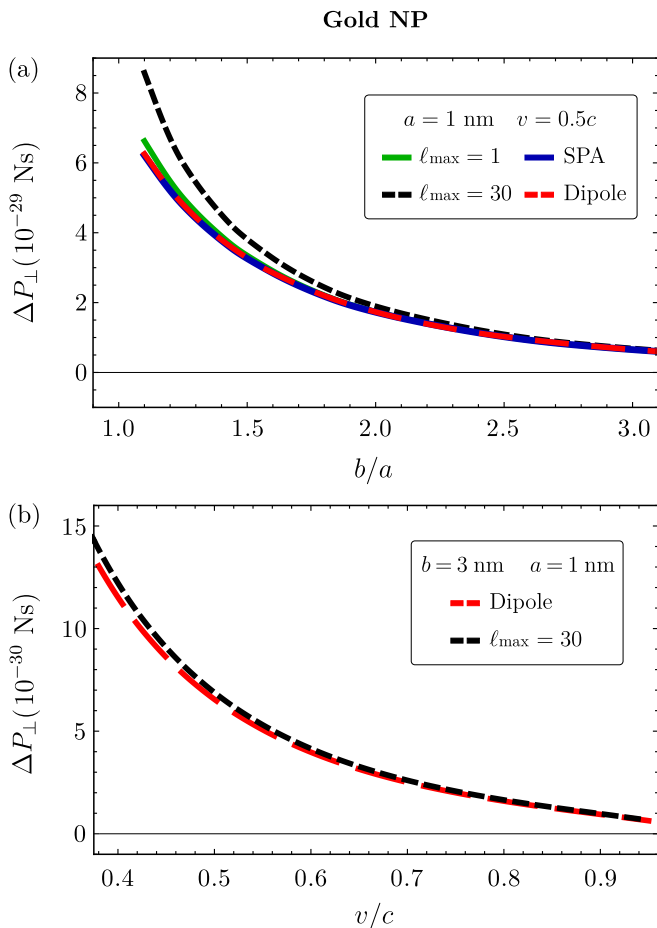 Gold NP
(a)
ΔP⊥(10⁻²⁹ Ns)
8
6
4
2
0
a = 1 nm v = 0.5c
ℓmax = 1 SPA
ℓmax = 30 Dipole
1.0 1.5 2.0 2.5 3.0
b/a
(b)
ΔP⊥(10⁻³⁰ Ns)
15
10
5
0
b = 3 nm a = 1 nm
Dipole
ℓmax = 30
0.4 0.5 0.6 0.7 0.8 0.9
v/c